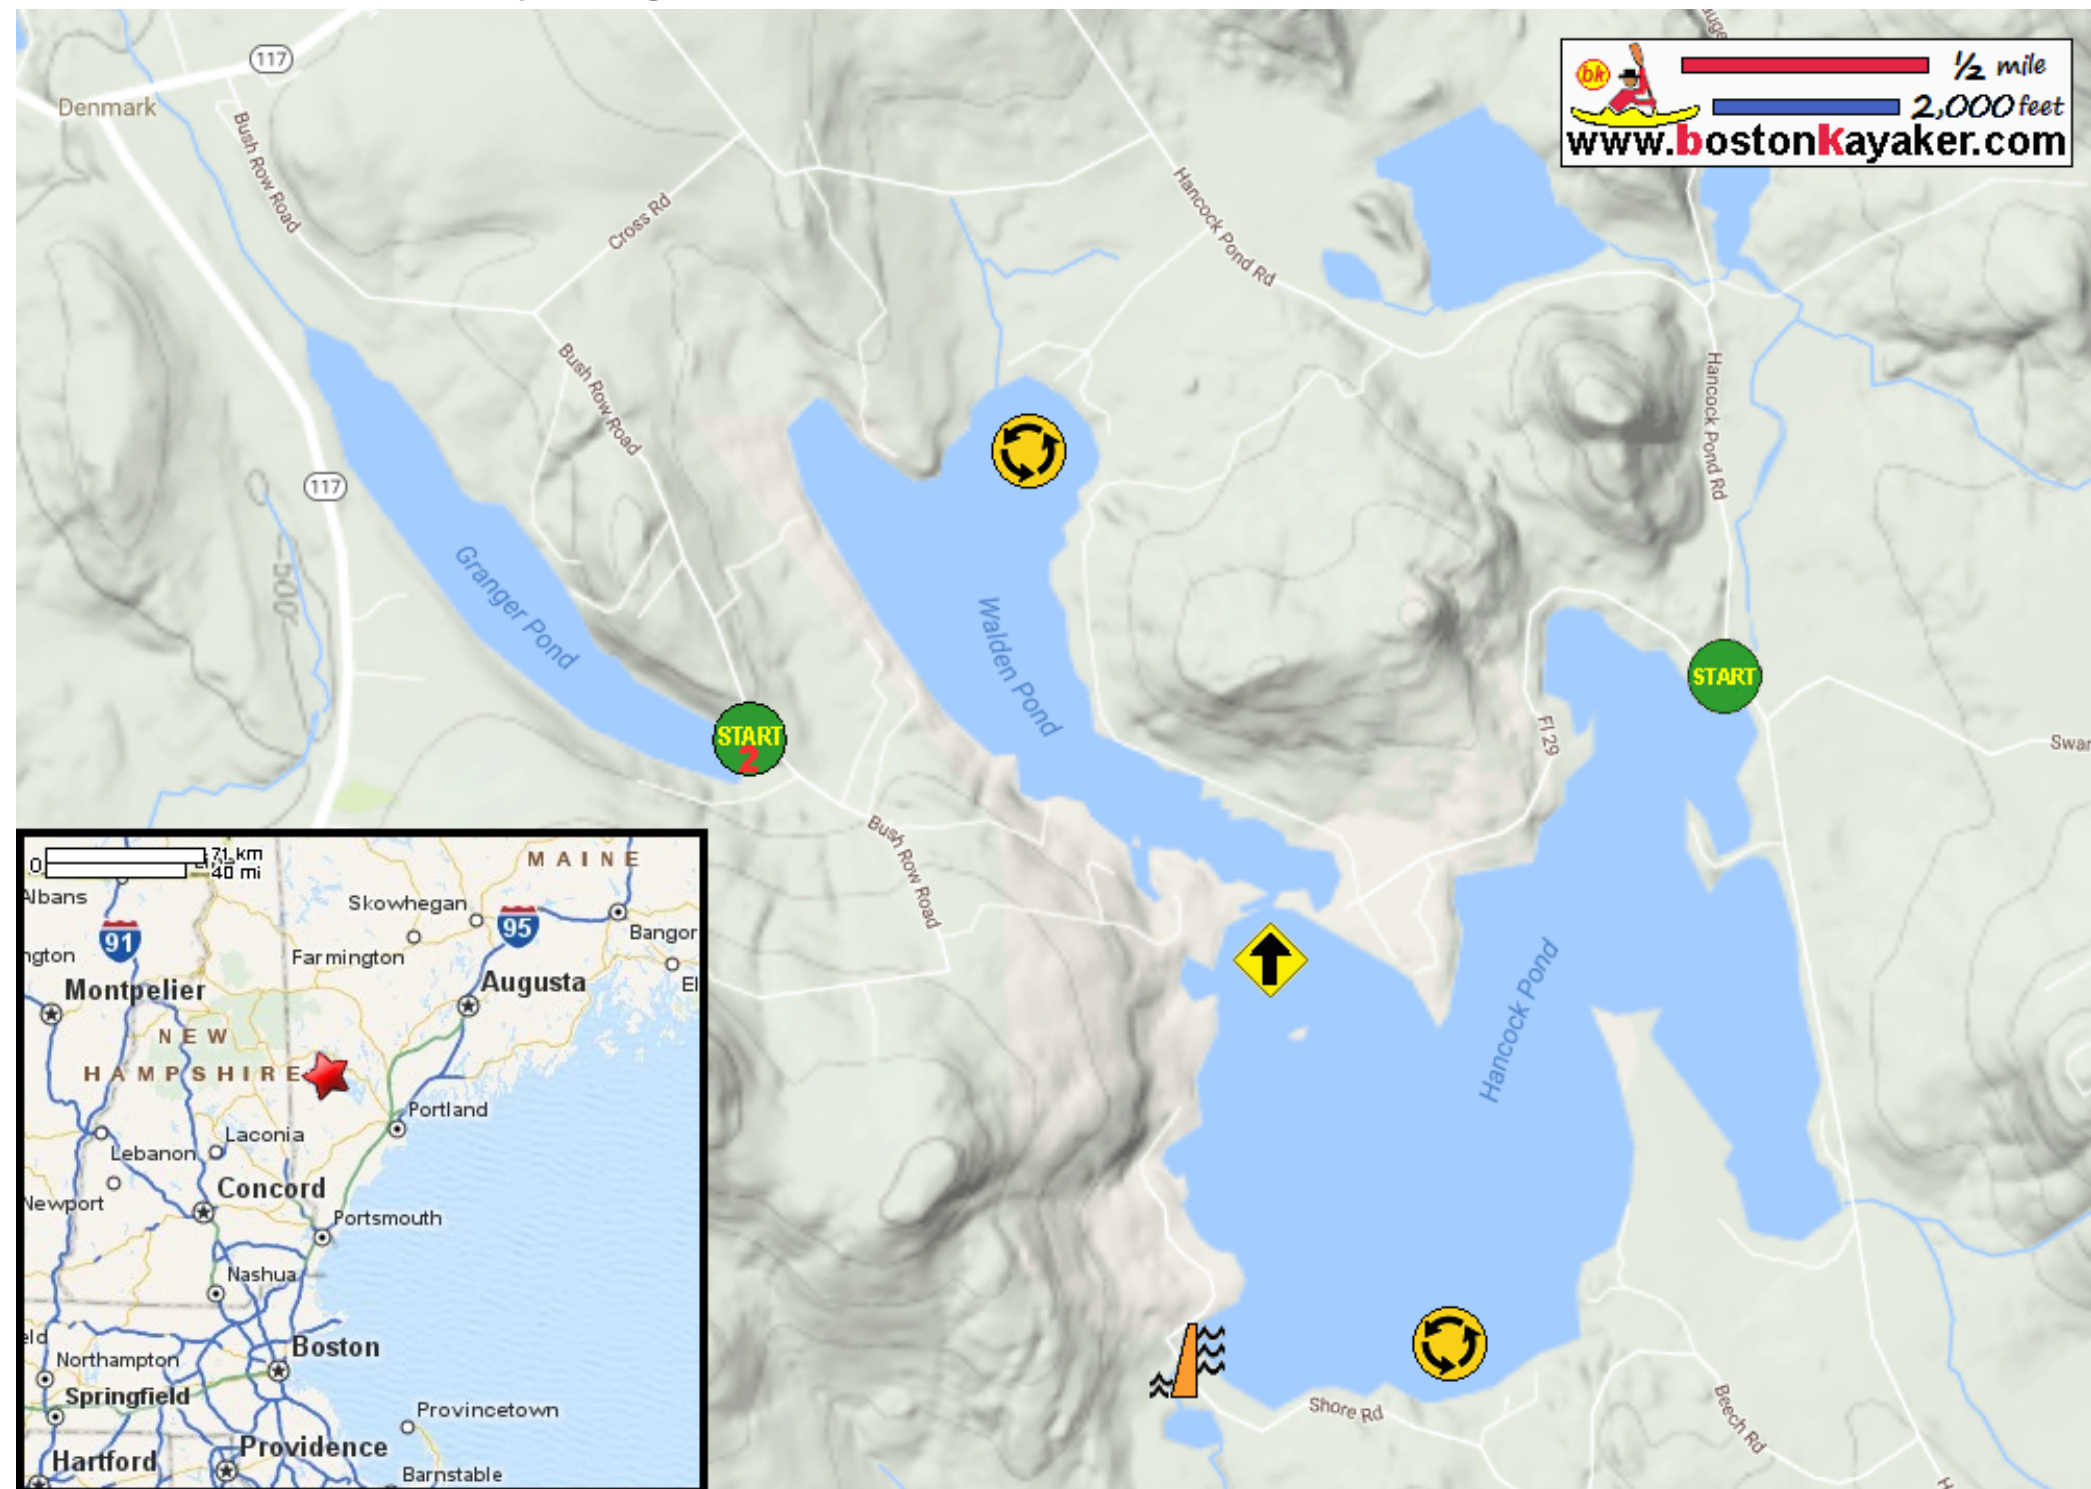 117
Denmark
Bush Row Road
Cross Rd
Hancock Pond Rd
bk
½ mile
2,000 feet
www.bostonkayaker.com
Bush Row Road
Hancock Pond Rd
117
500
Granger Pond
Walden Pond
START
START
2
Fl 29
Swan
Bush Row Road
Hancock Pond
Shore Rd
Beech Rd
H
0
71 km
40 mi
MAINE
Albans
Skowhegan
91
95
Bangor
ngton
Farmington
El
Montpelier
Augusta
NEW
HAMPSHIRE
Portland
Laconia
Lebanon
Concord
Newport
Portsmouth
Nashua
eld
Boston
Northampton
Springfield
Provincetown
Providence
Hartford
Barnstable